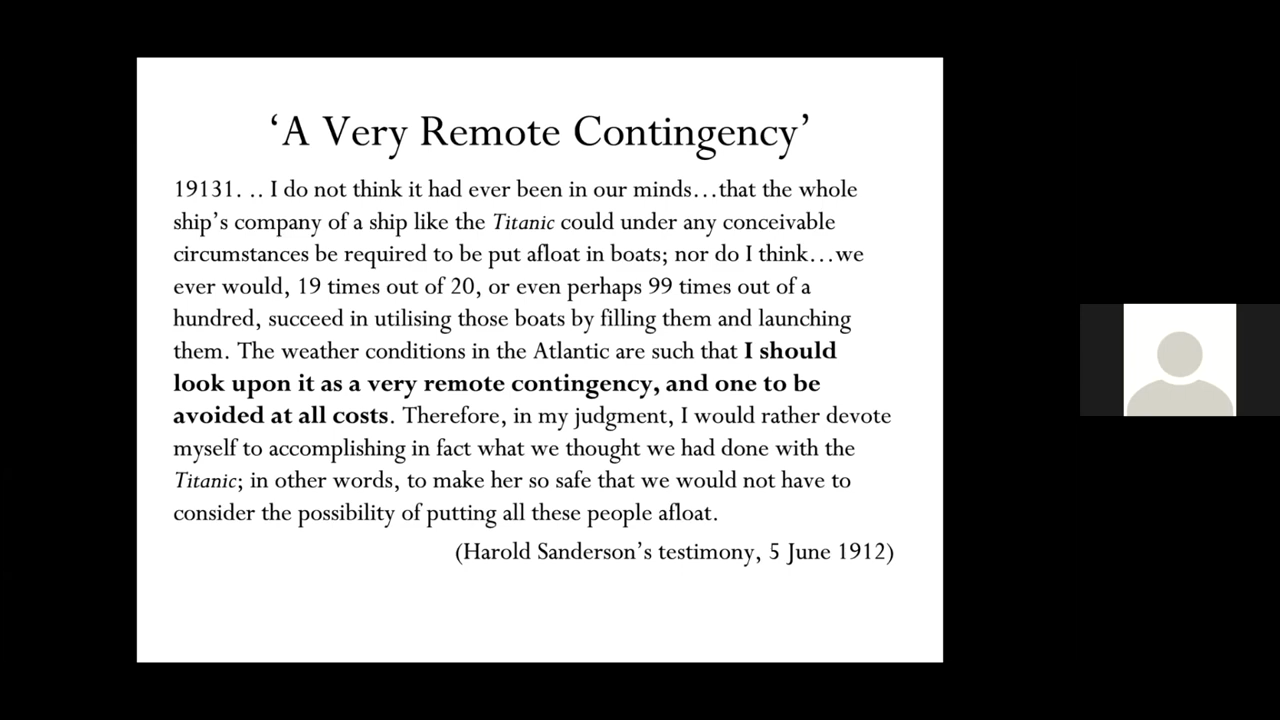 ‘A Very Remote Contingency’
19131. .. I do not think it had ever been in our minds…that the whole
ship’s company of a ship like the Titanic could under any conceivable
circumstances be required to be put afloat in boats; nor do I think…we
ever would, 19 times out of 20, or even perhaps 99 times out of a
hundred, succeed in utilising those boats by filling them and launching
them. The weather conditions in the Atlantic are such that I should
look upon it as a very remote contingency, and one to be
avoided at all costs. Therefore, in my judgment, I would rather devote
myself to accomplishing in fact what we thought we had done with the
Titanic; in other words, to make her so safe that we would not have to
consider the possibility of putting all these people afloat.
(Harold Sanderson’s testimony, 5 June 1912)